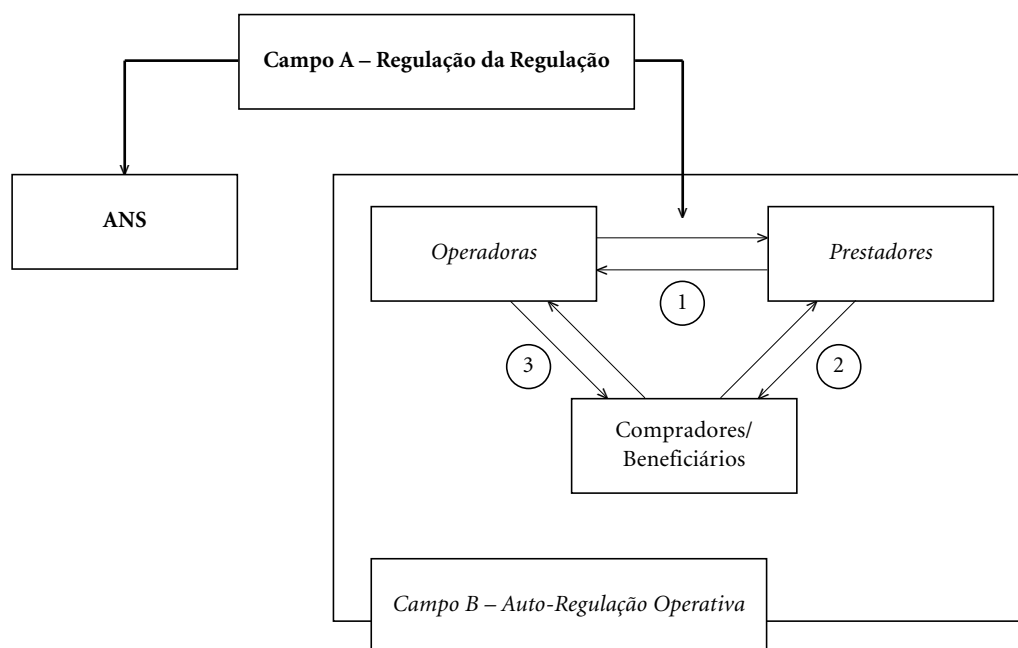 Campo A – Regulação da Regulação
ANS
Operadoras
Prestadores
1
3
2
Compradores/
Beneficiários
Campo B – Auto-Regulação Operativa